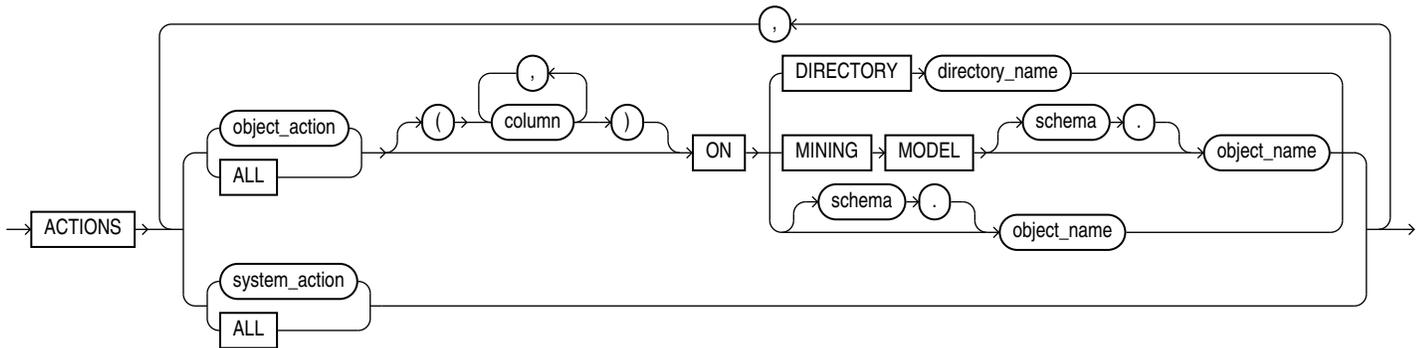 ,
, DIRECTORY directory_name
object_action ( column ) schema .
ON MINING MODEL object_name
ALL
schema .
ACTIONS object_name
system_action
ALL